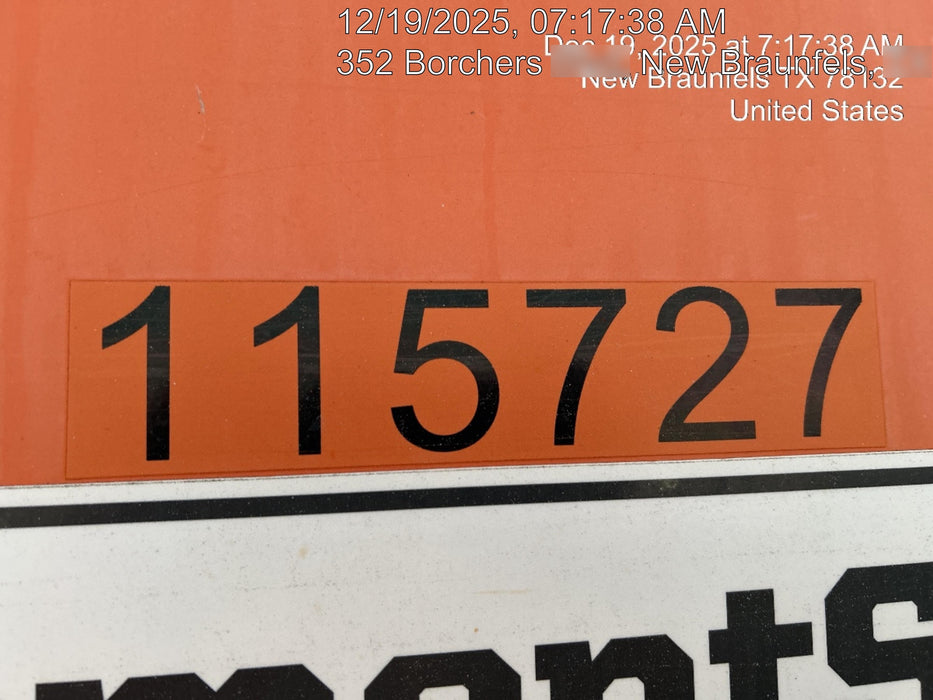 12/19/2025, 07:17:38 AM
Dec 19, 2025 at 7:17:38 AM
352 Borchers New Braunfels,
New Braunfels TX 78132
United States
115727
mentS